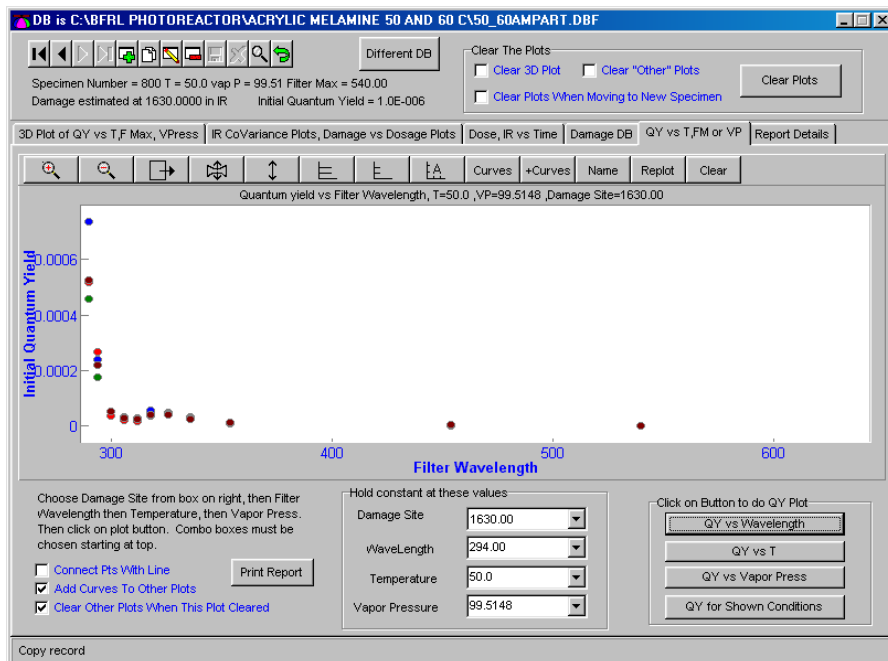 DB is C:\BFRL PHOTOREACTOR\ACRYLIC MELAMINE 50 AND 60 C\50_60AMPART.DBF
Different DB
Clear The Plots
Clear 3D Plot
Clear "Other" Plots
Clear Plots When Moving to New Specimen
Clear Plots
Specimen Number = 800 T = 50.0 vap P = 99.51 Filter Max = 540.00
Damage estimated at 1630.0000 in IR Initial Quantum Yield = 1.0E-006
3D Plot of QY vs T,F Max, VPress
IR CoVariance Plots, Damage vs Dosage Plots
Dose, IR vs Time
Damage DB
QY vs T,FM or VP
Report Details
A
Curves
+Curves
Name
Replot
Clear
Quantum yield vs Filter Wavelength, T=50.0 ,VP=99.5148 ,Damage Site=1630.00
Initial Quantum Yield
0.0006
0.0004
0.0002
0
300
400
500
600
Filter Wavelength
Choose Damage Site from box on right, then Filter
Wavelength then Temperature, then Vapor Press.
Then click on plot button. Combo boxes must be
chosen starting at top.
Connect Pts With Line
Add Curves To Other Plots
Clear Other Plots When This Plot Cleared
Print Report
Hold constant at these values
Damage Site
1630.00
WaveLength
294.00
Temperature
50.0
Vapor Pressure
99.5148
Click on Button to do QY Plot
QY vs Wavelength
QY vs T
QY vs Vapor Press
QY for Shown Conditions
Copy record